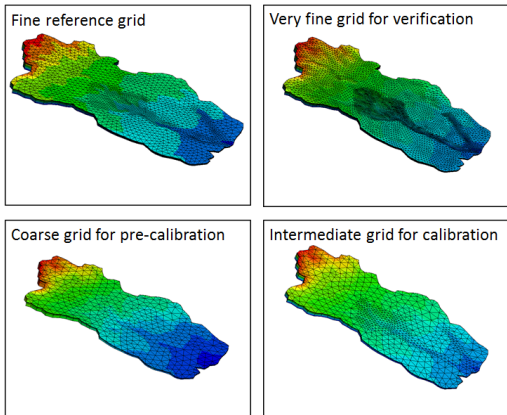 Fine reference grid
Very fine grid for verification
Coarse grid for pre-calibration
Intermediate grid for calibration